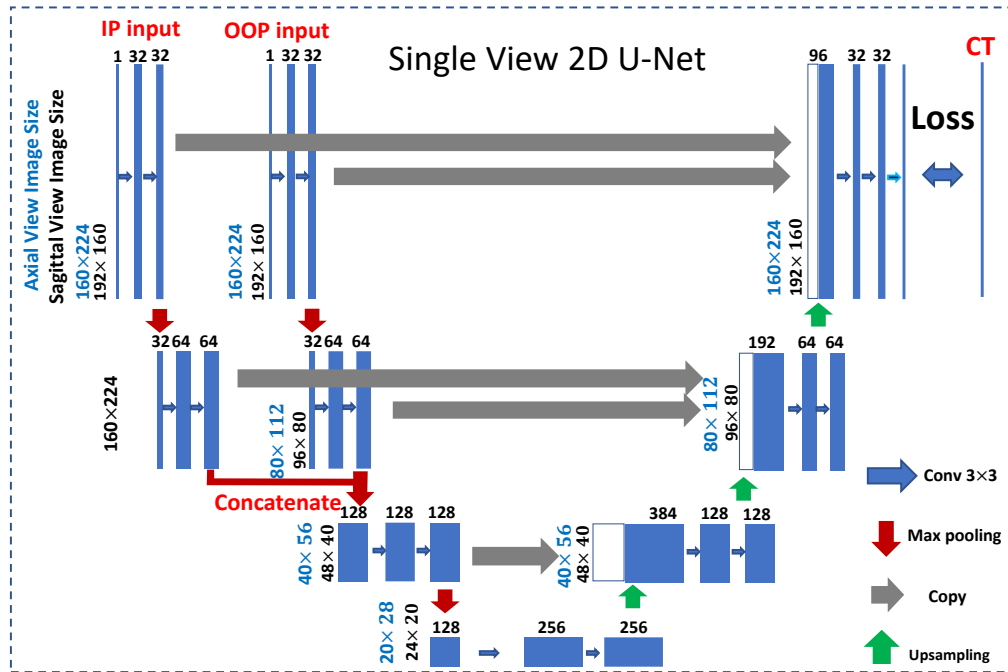 IP input
OOP input
Single View 2D U-Net
CT
1 32 32
1 32 32
96 32 32
Loss
Axial View Image Size
Sagittal View Image Size
160×224
192× 160
160×224
192× 160
160×224
192× 160
32 64 64
32 64 64
192 64 64
160×224
80× 112
96× 80
80× 112
96× 80
Concatenate
128 128 128
384 128 128
40× 56
48× 40
40× 56
48× 40
128 256 256
20× 28
24× 20
Conv 3×3
Max pooling
Copy
Upsampling